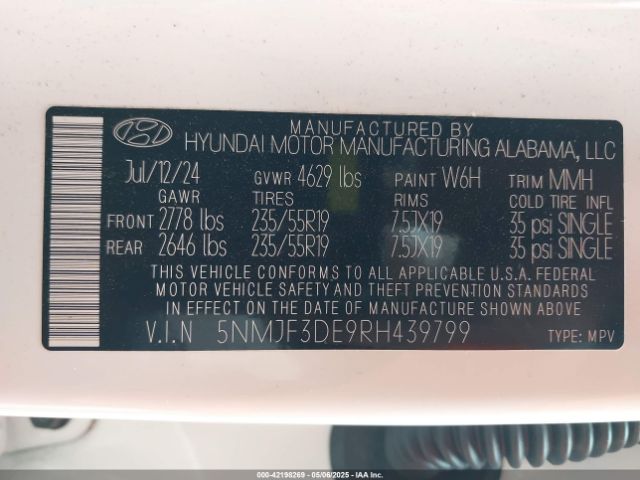 MANUFACTURED BY
HYUNDAI MOTOR MANUFACTURING ALABAMA, LLC
Jul/12/24 GVWR 4629 lbs PAINT W6H TRIM MMH
GAWR TIRES RIMS COLD TIRE INFL
FRONT 2778 lbs 235/55R19 7.5JX19 35 psi SINGLE
REAR 2646 lbs 235/55R19 7.5JX19 35 psi SINGLE
THIS VEHICLE CONFORMS TO ALL APPLICABLE U.S.A. FEDERAL
MOTOR VEHICLE SAFETY AND THEFT PREVENTION STANDARDS
IN EFFECT ON THE DATE OF MANUFACTURE SHOWN ABOVE.
V.I.N 5NMJF3DE9RH439799 TYPE: MPV
000-42198269 - 05/06/2025 - IAA Inc.